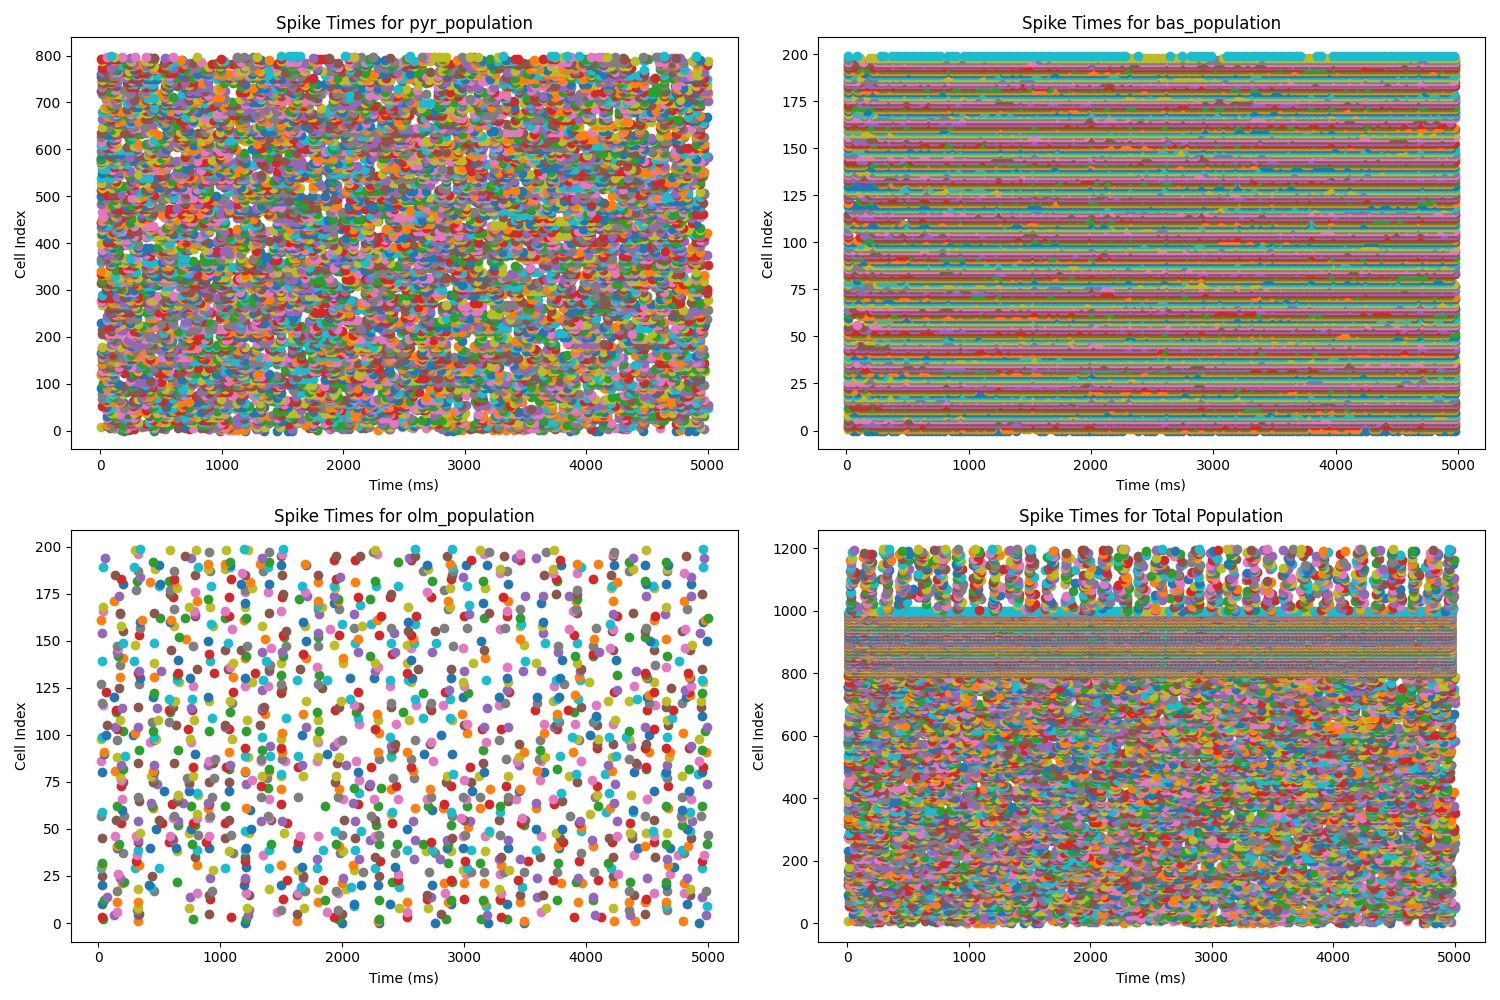 Spike Times for pyr_population
Cell Index
800
700
600
500
400
300
200
100
0
0 1000 2000 3000 4000 5000
Time (ms)
Spike Times for bas_population
Cell Index
200
175
150
125
100
75
50
25
0
0 1000 2000 3000 4000 5000
Time (ms)
Spike Times for olm_population
Cell Index
200
175
150
125
100
75
50
25
0
0 1000 2000 3000 4000 5000
Time (ms)
Spike Times for Total Population
Cell Index
1200
1000
800
600
400
200
0
0 1000 2000 3000 4000 5000
Time (ms)